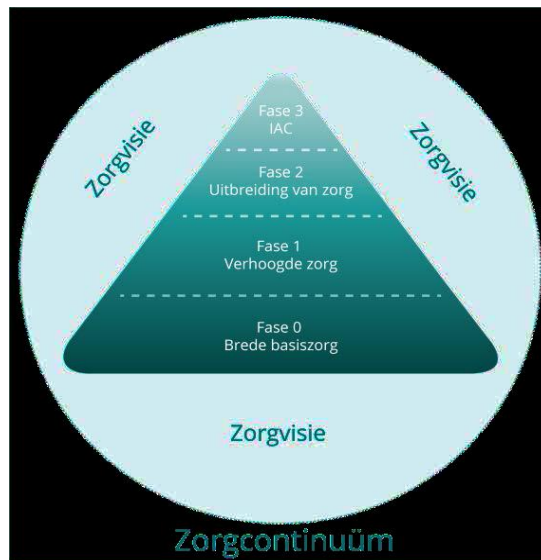 Fase 3
IAC
Zorgvisie
Zorgvisie
Fase 2
Uitbreiding van zorg
Fase 1
Verhoogde zorg
Fase 0
Brede basiszorg
Zorgvisie
Zorgcontinuüm